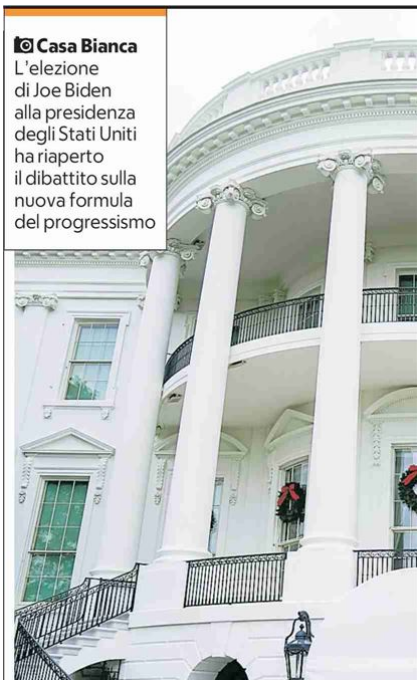 Casa Bianca
L'elezione
di Joe Biden
alla presidenza
degli Stati Uniti
ha riaperto
il dibattito sulla
nuova formula
del progressismo